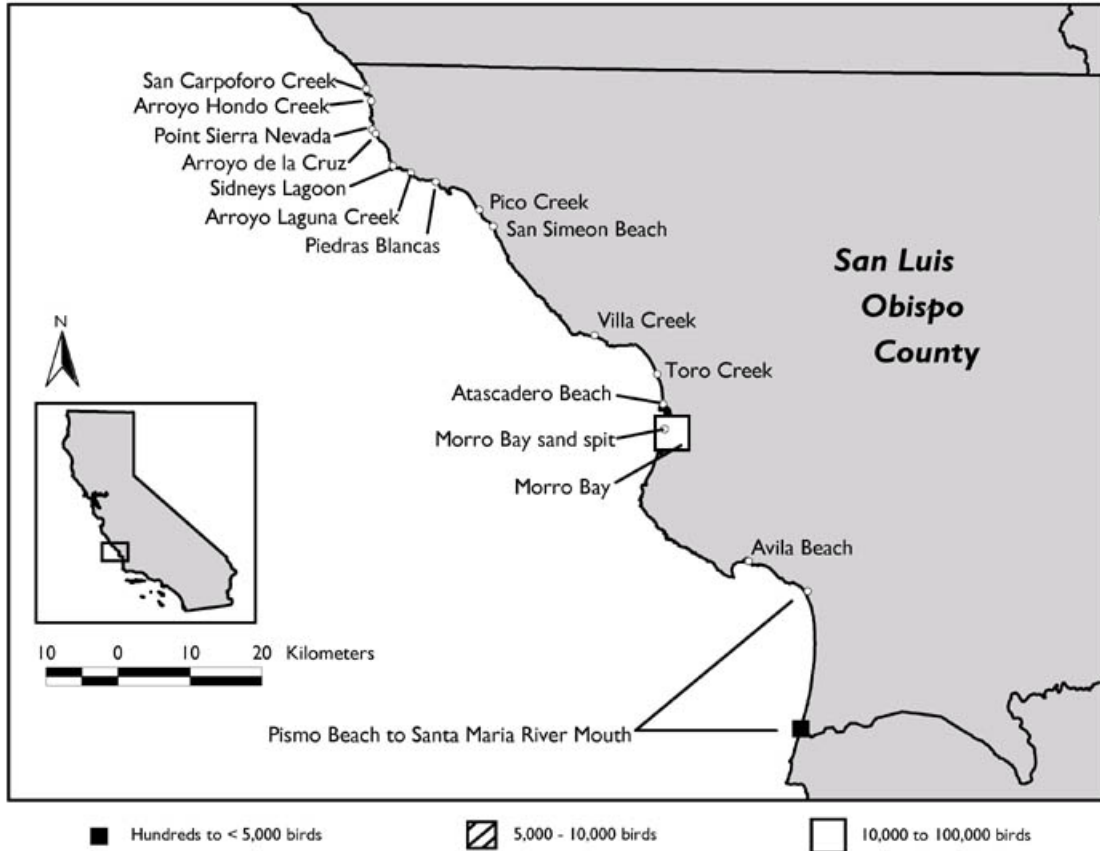 San Carpoforo Creek
Arroyo Hondo Creek
Point Sierra Nevada
Arroyo de la Cruz
Sidneys Lagoon
Arroyo Laguna Creek
Piedras Blancas
Pico Creek
San Simeon Beach
San Luis
Obispo
County
Villa Creek
Toro Creek
Atascadero Beach
Morro Bay sand spit
Morro Bay
Avila Beach
N
10 0 10 20 Kilometers
Pismo Beach to Santa Maria River Mouth
Hundreds to < 5,000 birds
5,000 - 10,000 birds
10,000 to 100,000 birds